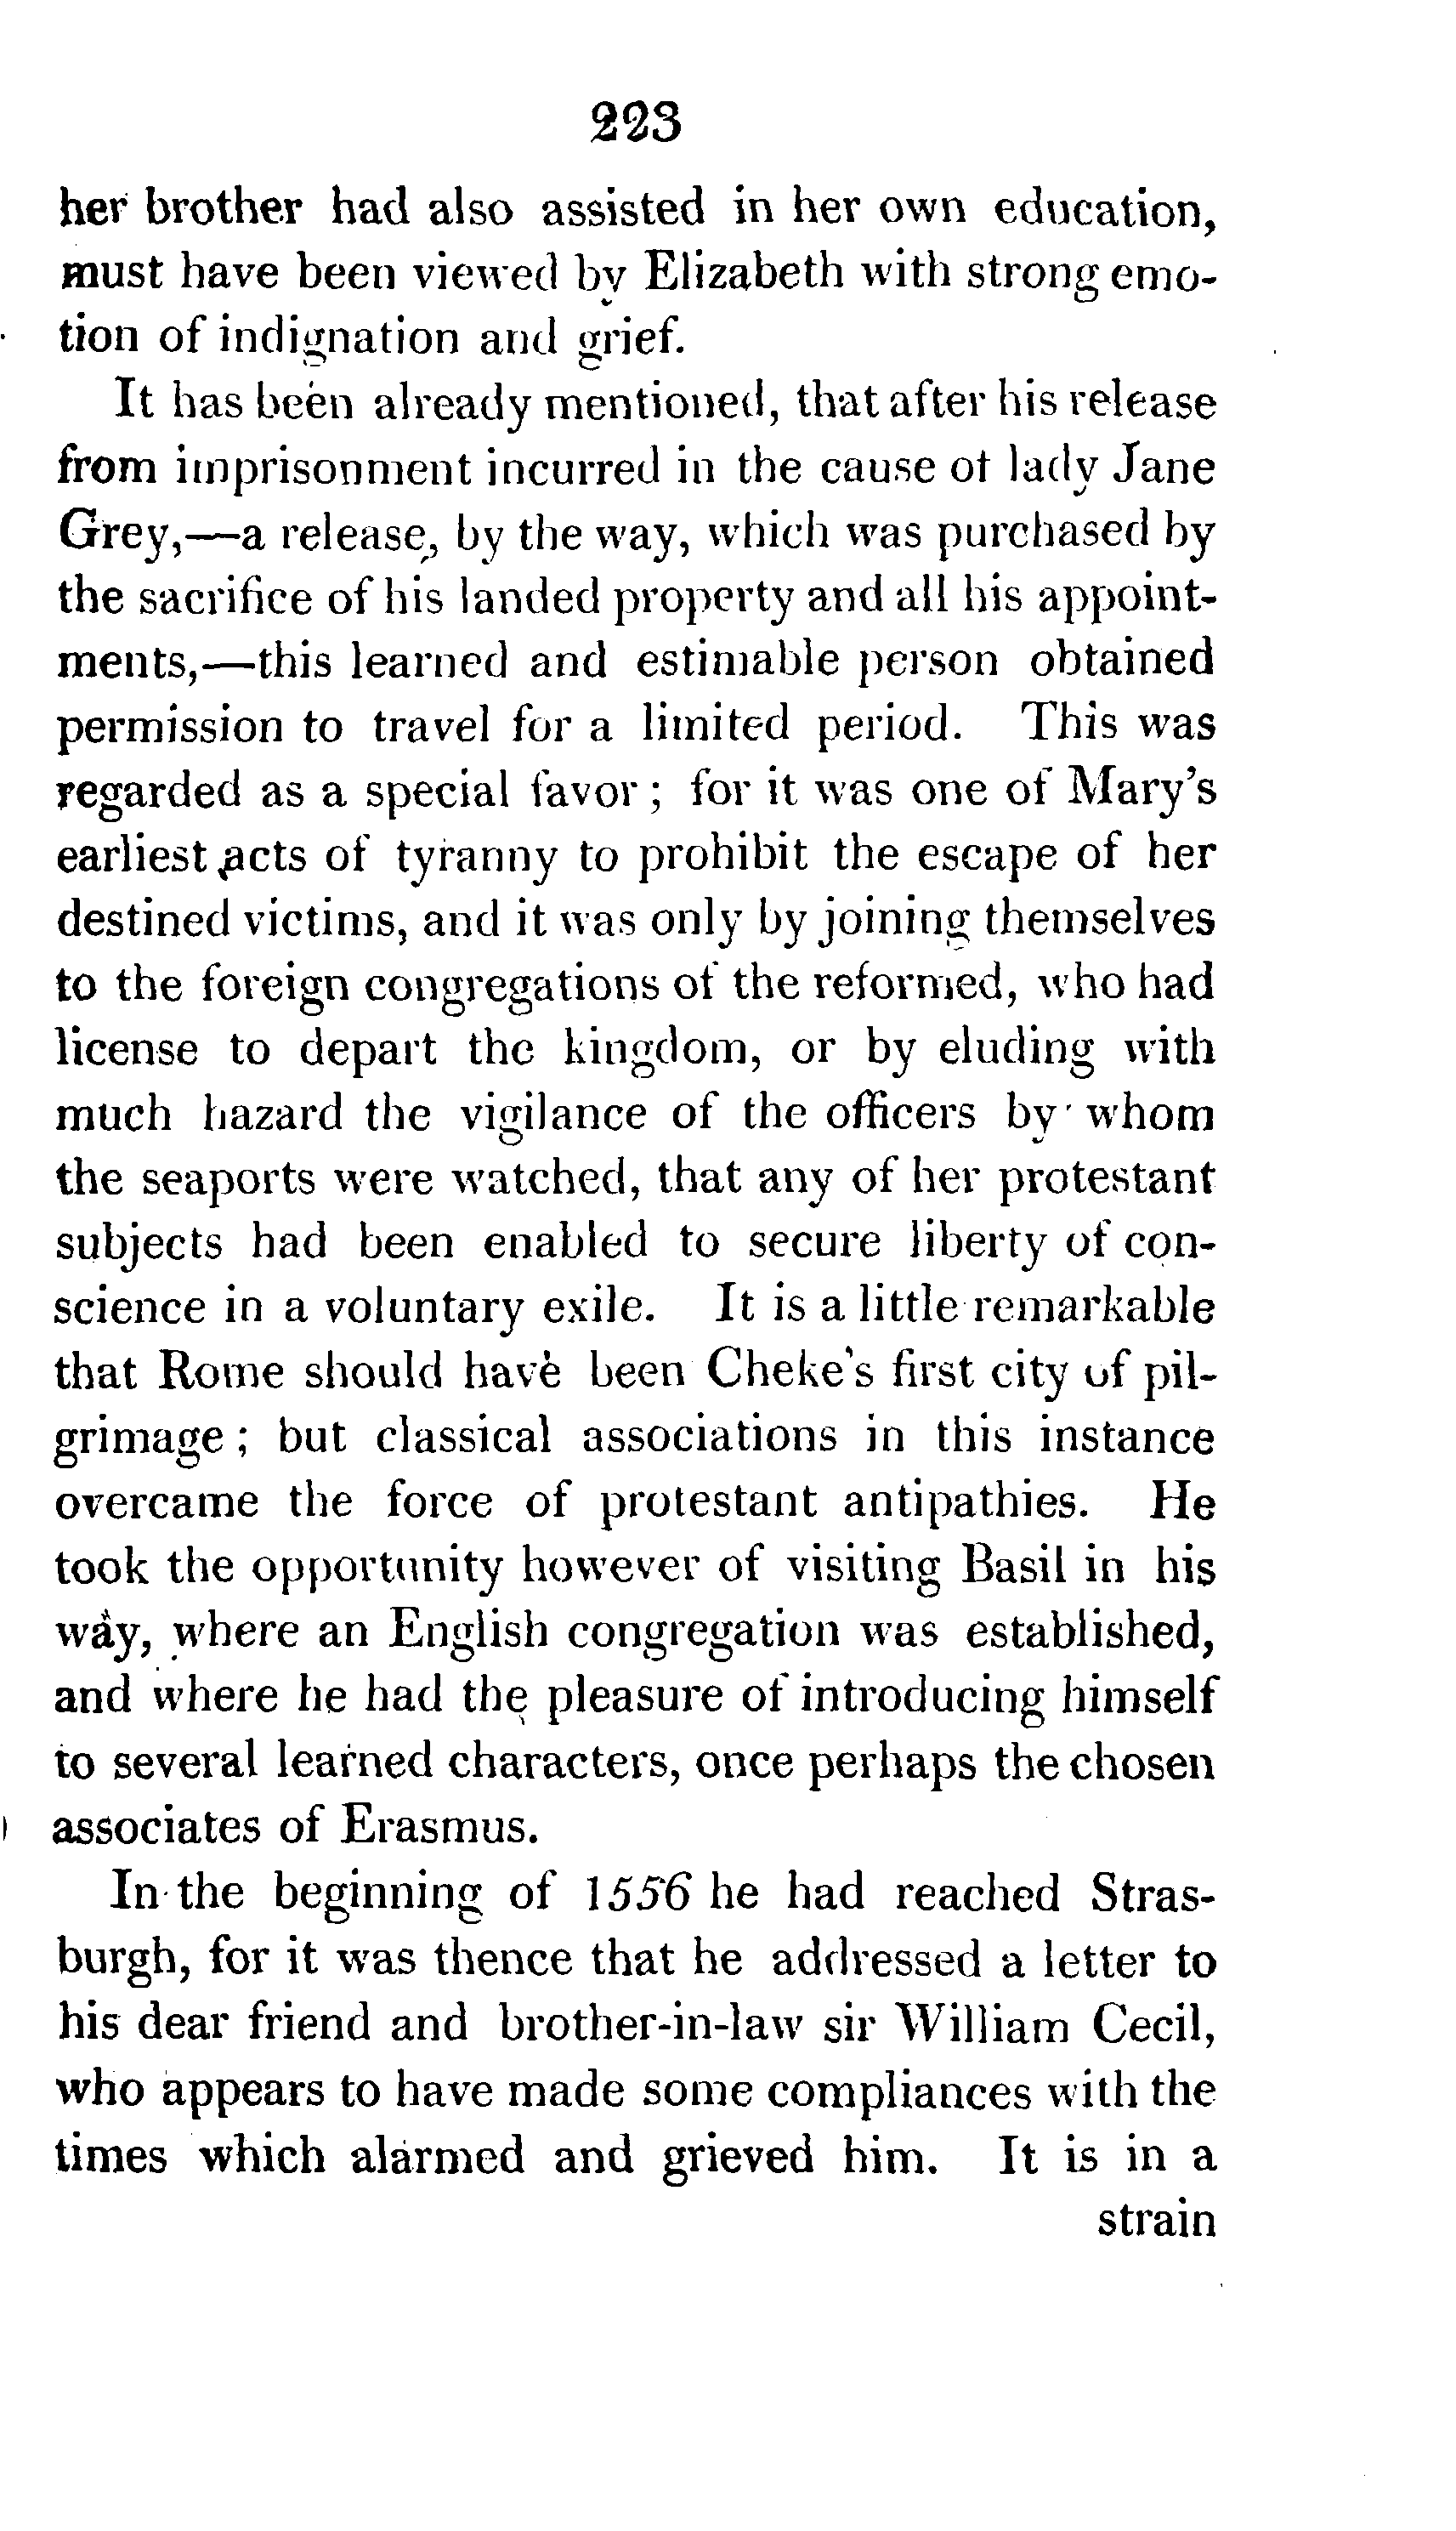 223
her brother had also assisted in her own education,
must have been viewed by Elizabeth with strong emo-
tion of indignation and grief.
It has been already mentioned, that after his release
from imprisonment incurred in the cause of lady Jane
Grey,—a release, by the way, which was purchased by
the sacrifice of his landed property and all his appoint-
ments,—this learned and estimable person obtained
permission to travel for a limited period. This was
regarded as a special favor; for it was one of Mary's
earliest acts of tyranny to prohibit the escape of her
destined victims, and it was only by joining themselves
to the foreign congregations of the reformed, who had
license to depart the kingdom, or by eluding with
much hazard the vigilance of the officers by whom
the seaports were watched, that any of her protestant
subjects had been enabled to secure liberty of con-
science in a voluntary exile. It is a little remarkable
that Rome should have been Cheke's first city of pil-
grimage; but classical associations in this instance
overcame the force of protestant antipathies. He
took the opportunity however of visiting Basil in his
way, where an English congregation was established,
and where he had the pleasure of introducing himself
to several learned characters, once perhaps the chosen
associates of Erasmus.
In the beginning of 1556 he had reached Stras-
burgh, for it was thence that he addressed a letter to
his dear friend and brother-in-law sir William Cecil,
who appears to have made some compliances with the
times which alarmed and grieved him. It is in a
strain